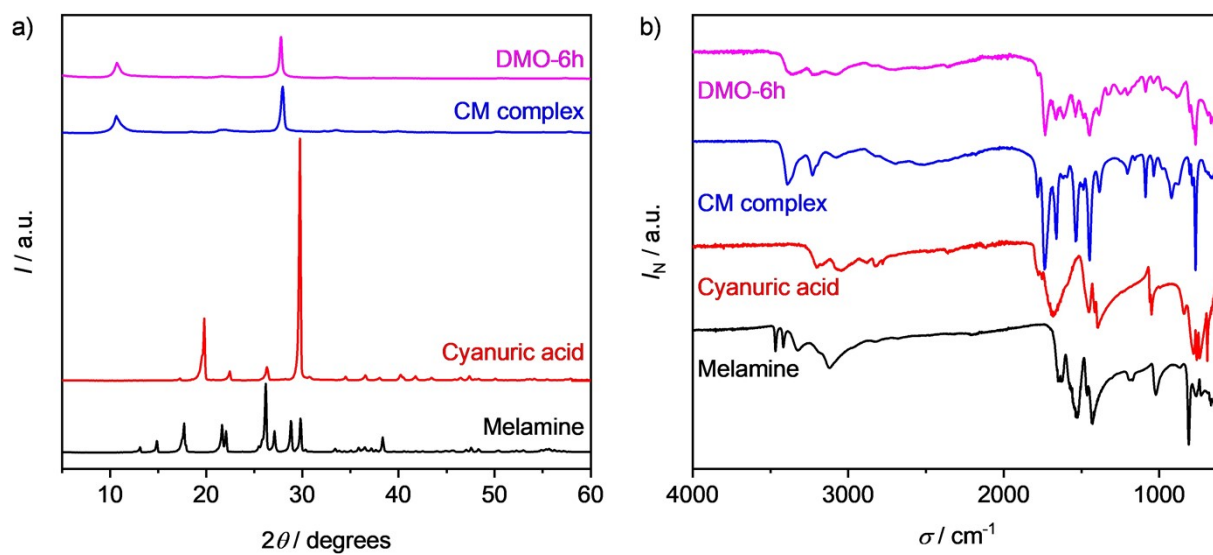 a)
DMO-6h
CM complex
Cyanuric acid
Melamine
I / a.u.
10 20 30 40 50 60
2θ / degrees
b)
DMO-6h
CM complex
Cyanuric acid
Melamine
I_N / a.u.
4000 3000 2000 1000
σ / cm⁻¹